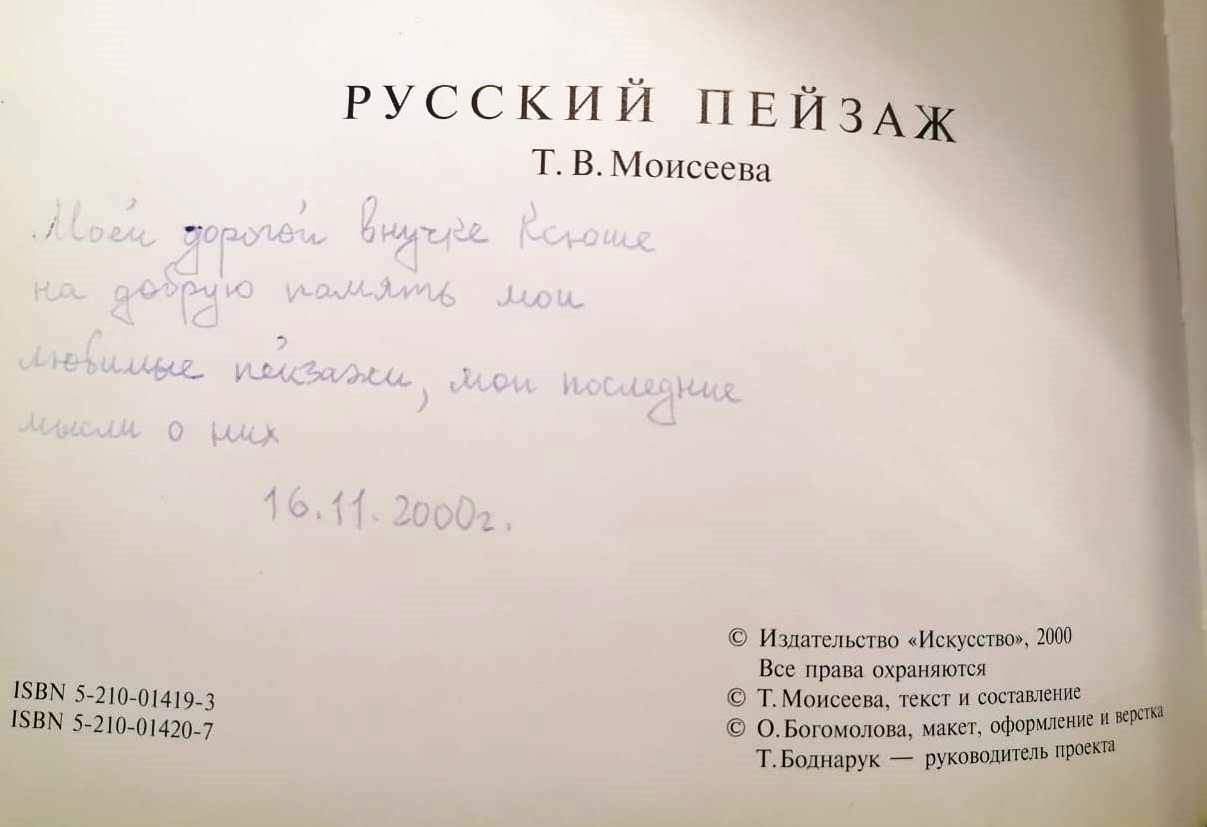 РУССКИЙ ПЕЙЗАЖ
Т. В. Моисеева
Моей дорогой внучке Ксюше
на добрую память мои
любимые пейзажи, мои последние
мысли о них
16.11.2000г.
© Издательство «Искусство», 2000
Все права охраняются
© Т. Моисеева, текст и составление
© О. Богомолова, макет, оформление и верстка
Т. Боднарук — руководитель проекта
ISBN 5-210-01419-3
ISBN 5-210-01420-7